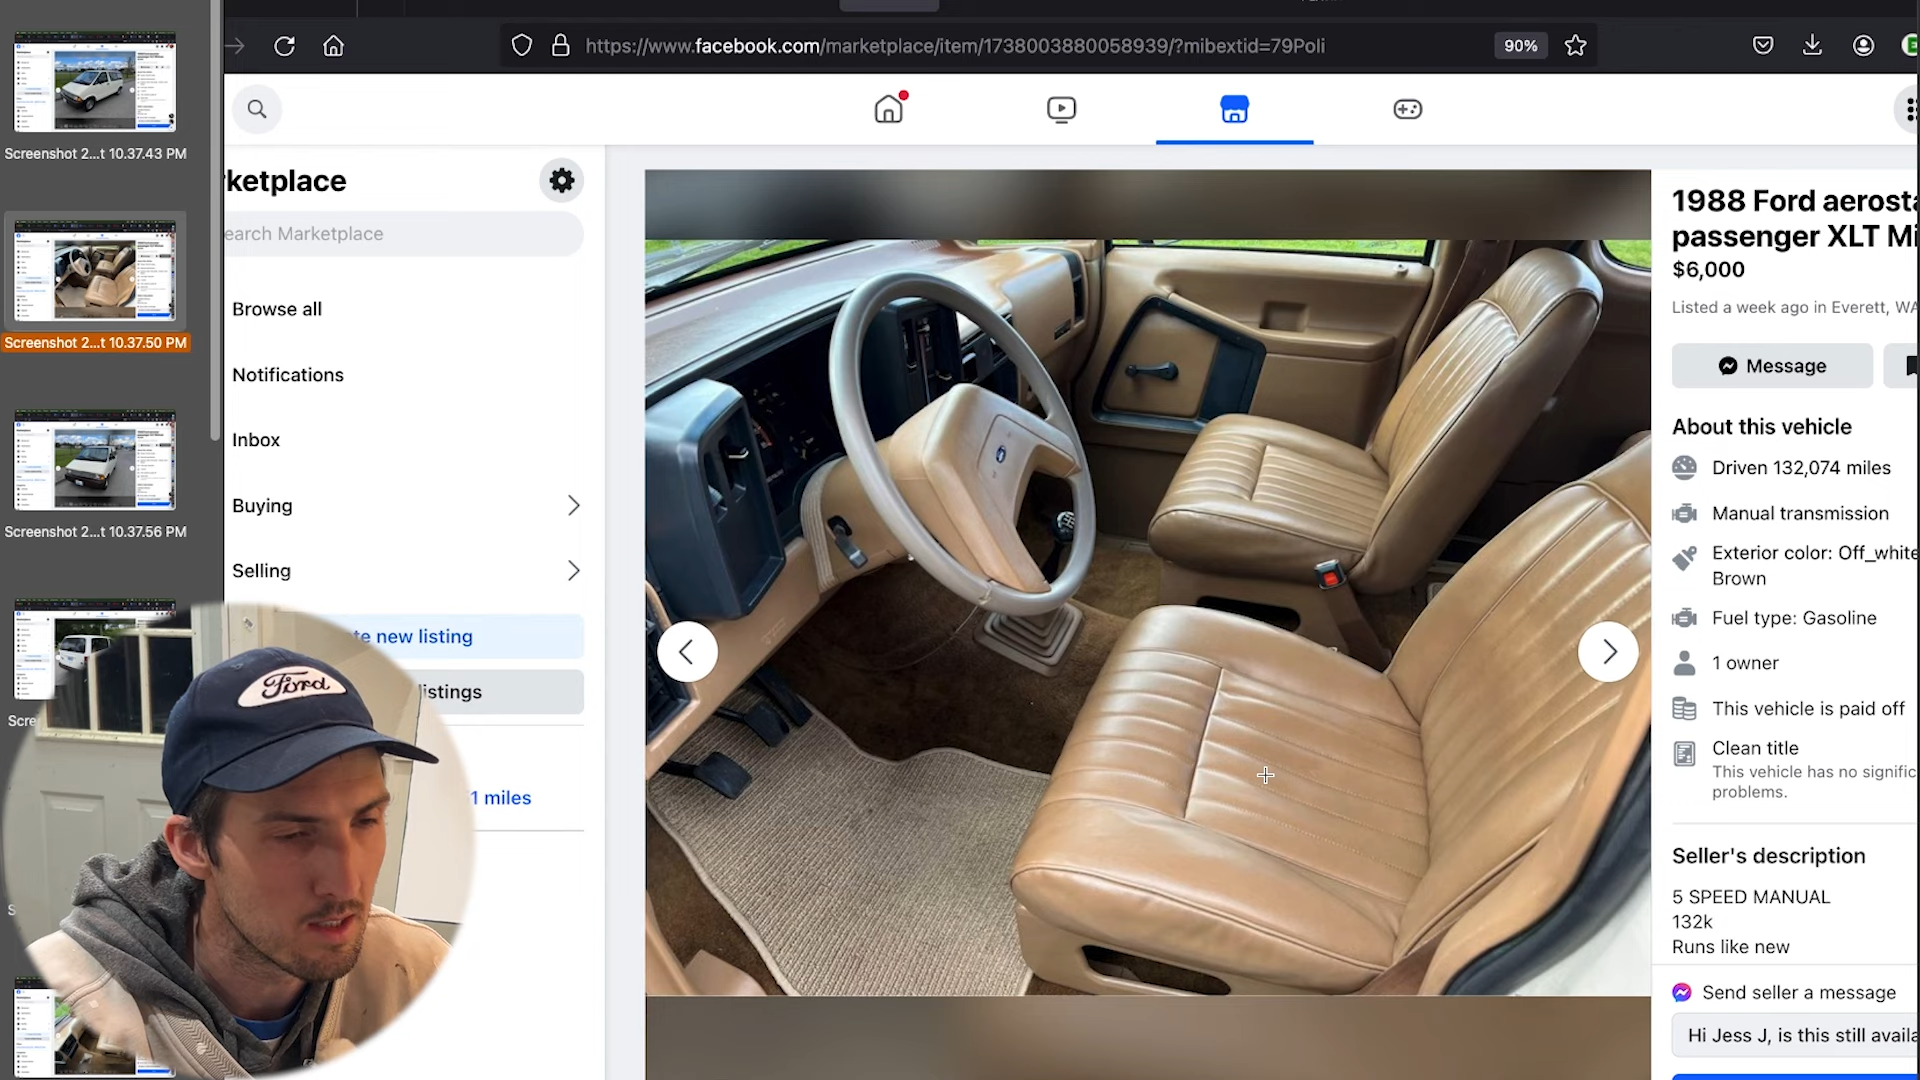 https://www.facebook.com/marketplace/item/1738003880058939/?mibextid=79Poli
90%
Screenshot 2...t 10.37.43 PM
Screenshot 2...t 10.37.50 PM
Screenshot 2...t 10.37.56 PM
Scre
S
ketplace
earch Marketplace
Browse all
Notifications
Inbox
Buying
Selling
te new listing
listings
1 miles
Ford
1988 Ford aerosta
passenger XLT Mi
$6,000
Listed a week ago in Everett, WA
Message
About this vehicle
Driven 132,074 miles
Manual transmission
Exterior color: Off_white
Brown
Fuel type: Gasoline
1 owner
This vehicle is paid off
Clean title
This vehicle has no signific
problems.
Seller's description
5 SPEED MANUAL
132k
Runs like new
Send seller a message
Hi Jess J, is this still availa